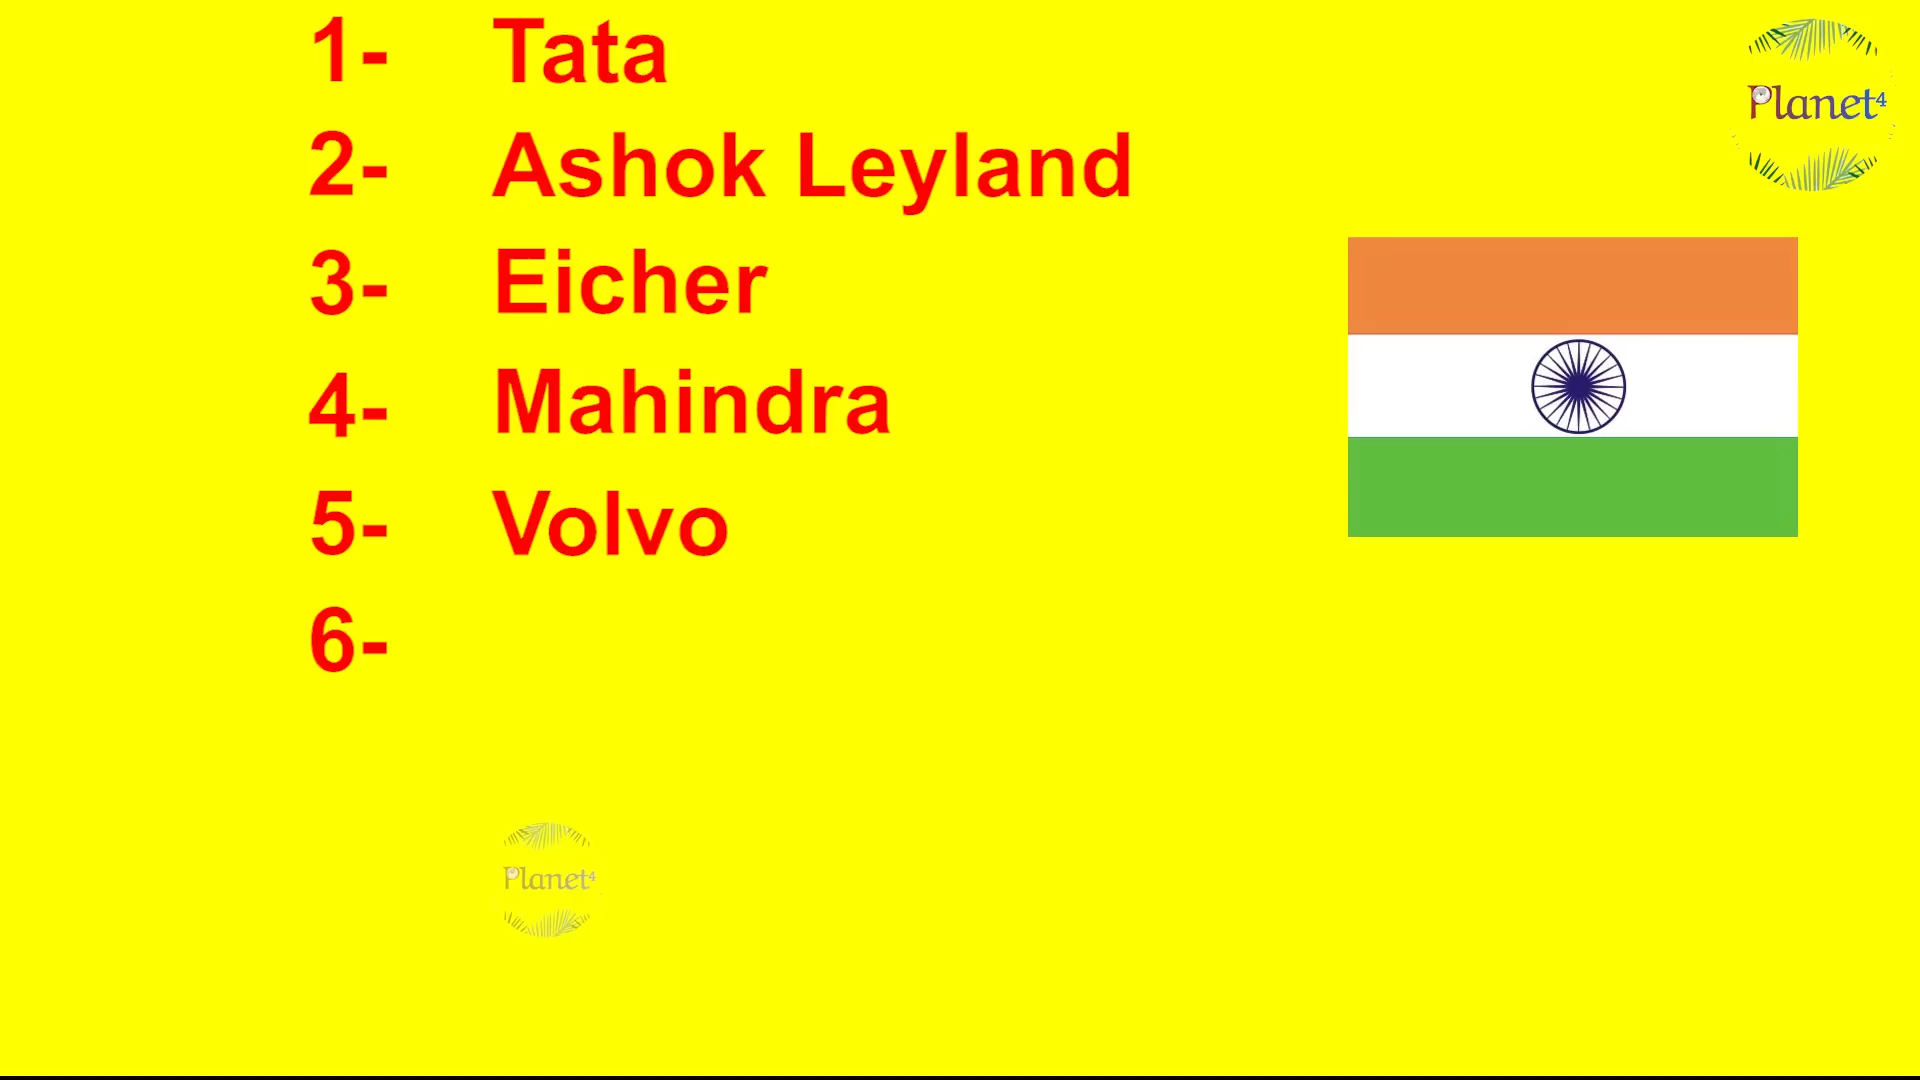 1- Tata
2- Ashok Leyland
3- Eicher
4- Mahindra
5- Volvo
6-
Planet4
Planet4